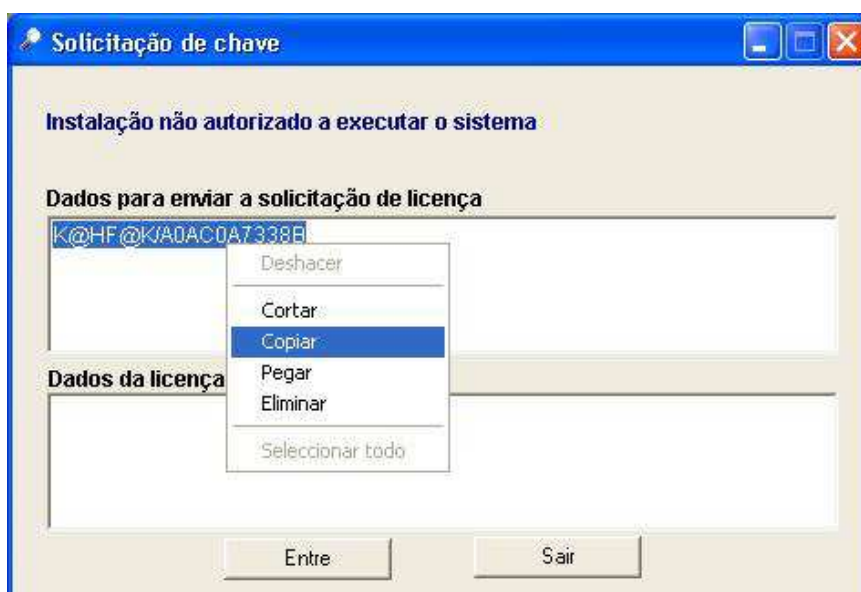 Solicitação de chave
Instalação não autorizado a executar o sistema
Dados para enviar a solicitação de licença
K@HF@K/A0AC0A7338B
Deshacer
Cortar
Copiar
Pegar
Eliminar
Seleccionar todo
Dados da licença
Entre
Sair